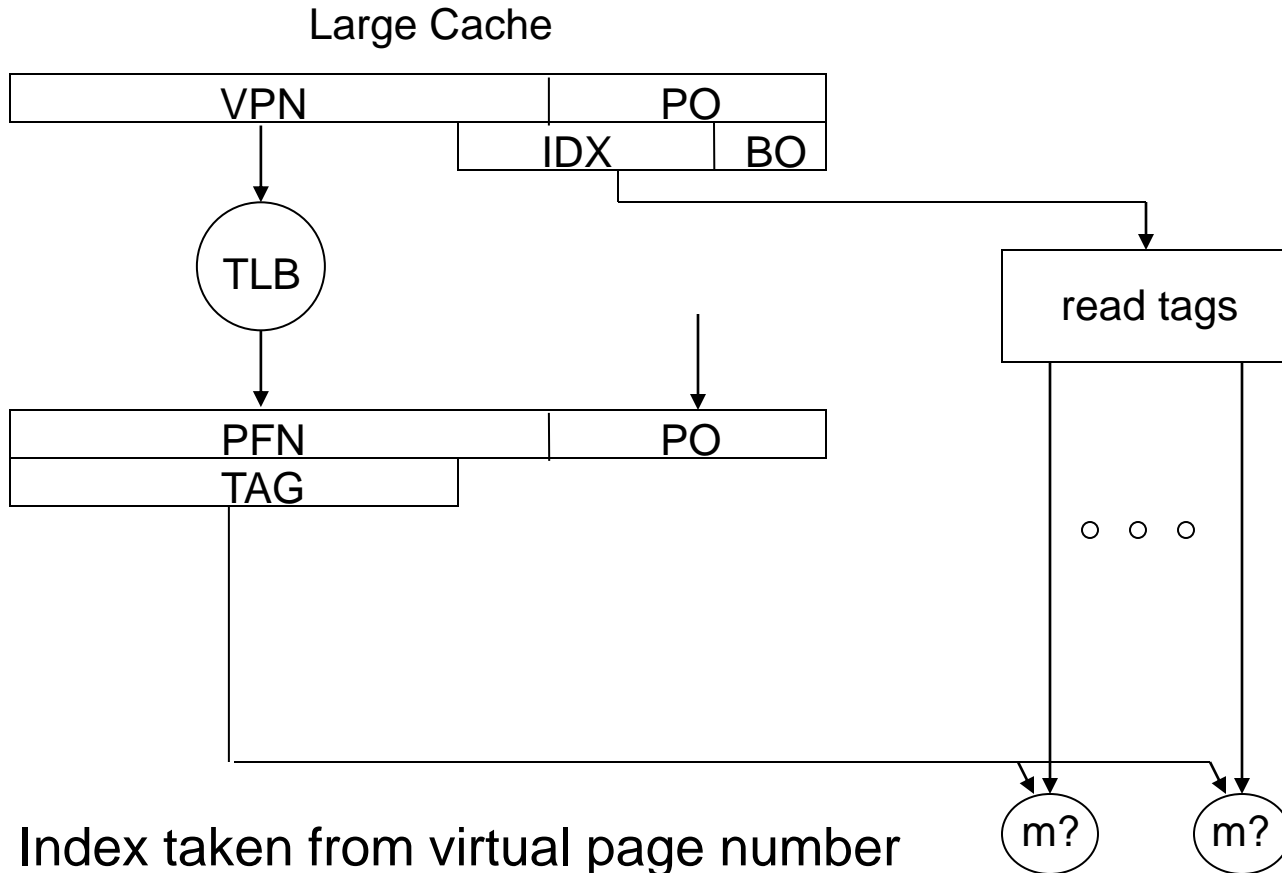 Large Cache
VPN PO
IDX BO
TLB
read tags
PFN PO
TAG
m? m?
Index taken from virtual page number